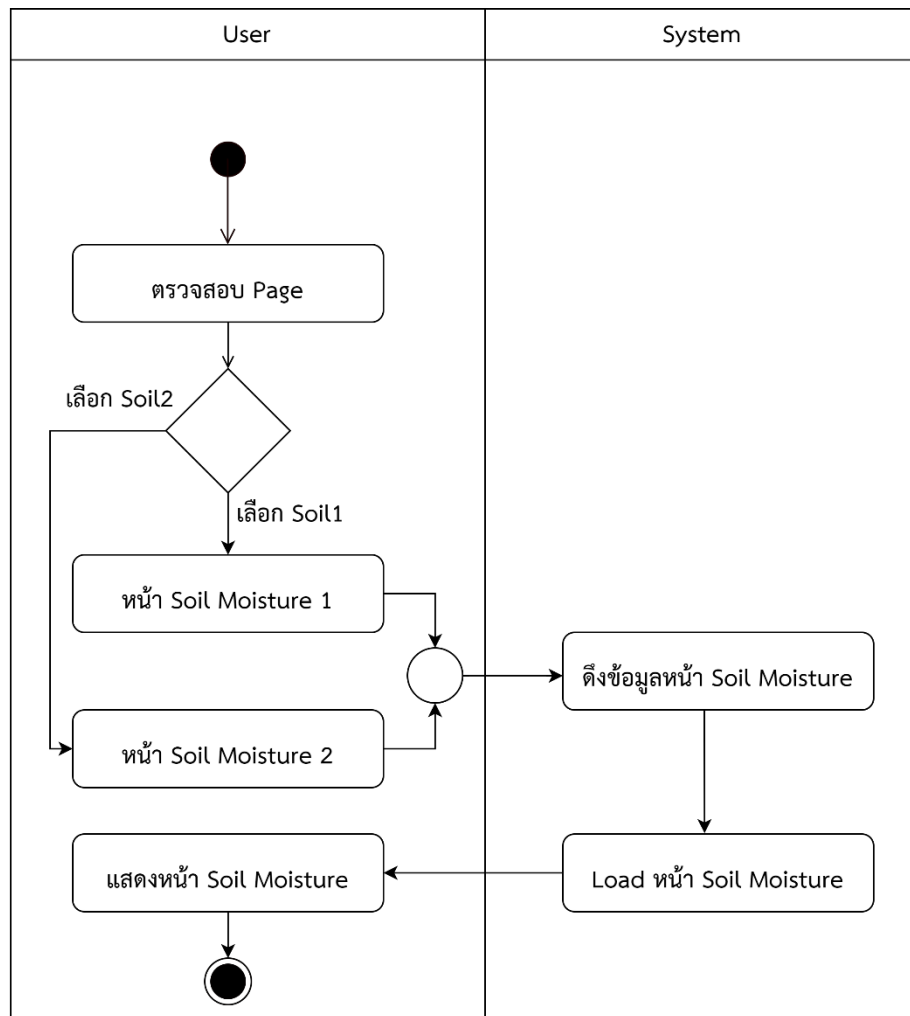 User
System
ตรวจสอบ Page
เลือก Soil2
เลือก Soil1
หน้า Soil Moisture 1
ดึงข้อมูลหน้า Soil Moisture
หน้า Soil Moisture 2
แสดงหน้า Soil Moisture
Load หน้า Soil Moisture